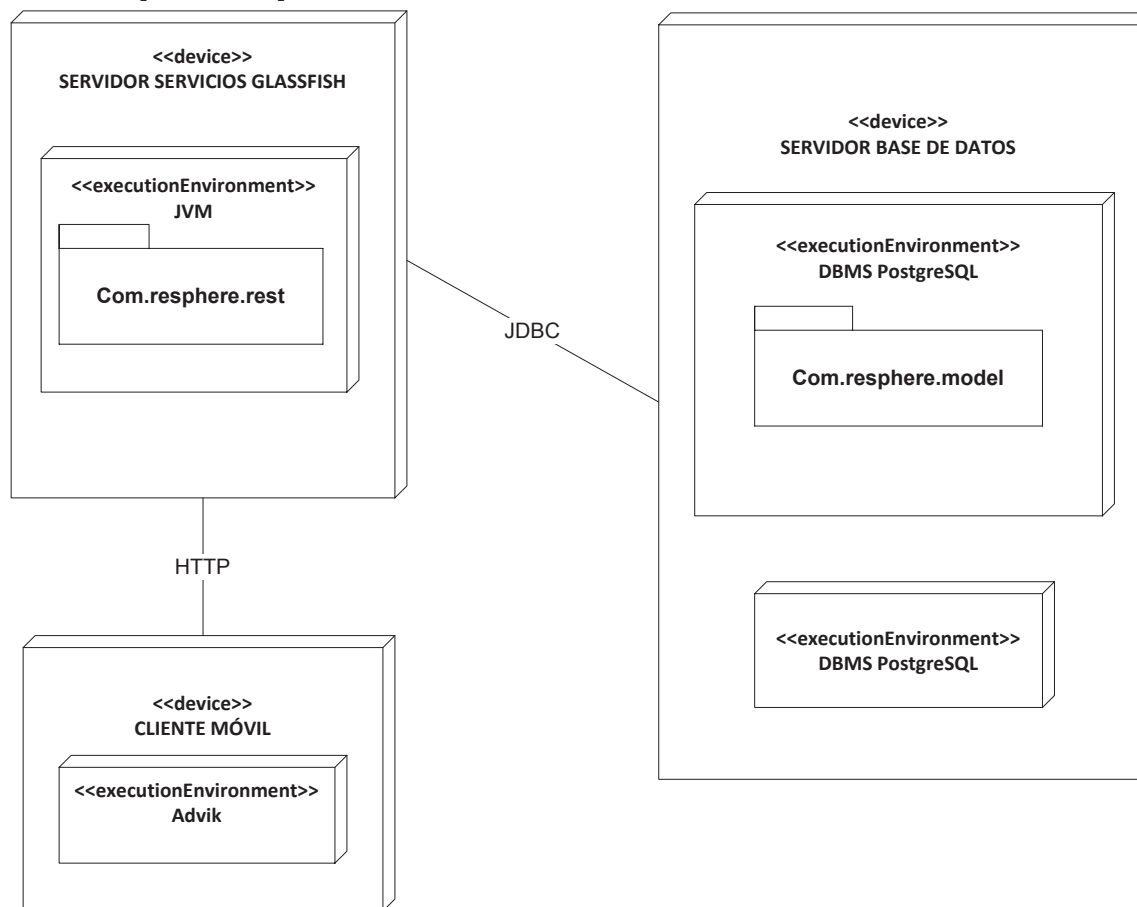 <<device>>
SERVIDOR SERVICIOS GLASSFISH
<<executionEnvironment>>
JVM
Com.resphere.rest
<<device>>
SERVIDOR BASE DE DATOS
<<executionEnvironment>>
DBMS PostgreSQL
Com.resphere.model
JDBC
HTTP
<<executionEnvironment>>
DBMS PostgreSQL
<<device>>
CLIENTE MÓVIL
<<executionEnvironment>>
Advik